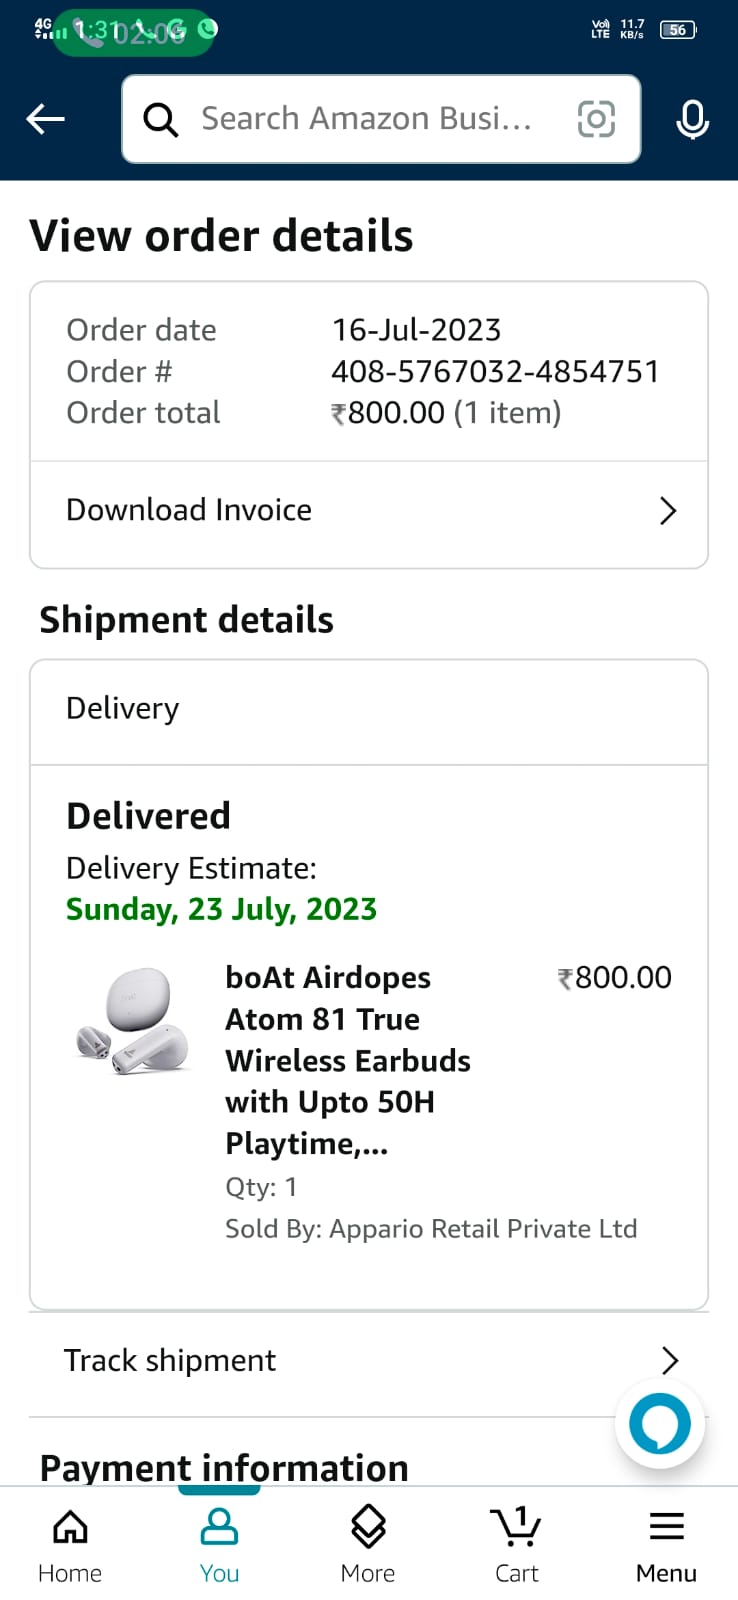 4G 1:31 02:06 Vo) LTE 11.7 KB/s 56
Search Amazon Busi...
View order details
Order date 16-Jul-2023
Order # 408-5767032-4854751
Order total ₹800.00 (1 item)
Download Invoice
Shipment details
Delivery
Delivered
Delivery Estimate:
Sunday, 23 July, 2023
boAt Airdopes ₹800.00
Atom 81 True
Wireless Earbuds
with Upto 50H
Playtime,...
Qty: 1
Sold By: Appario Retail Private Ltd
Track shipment
Payment information
1
Home You More Cart Menu